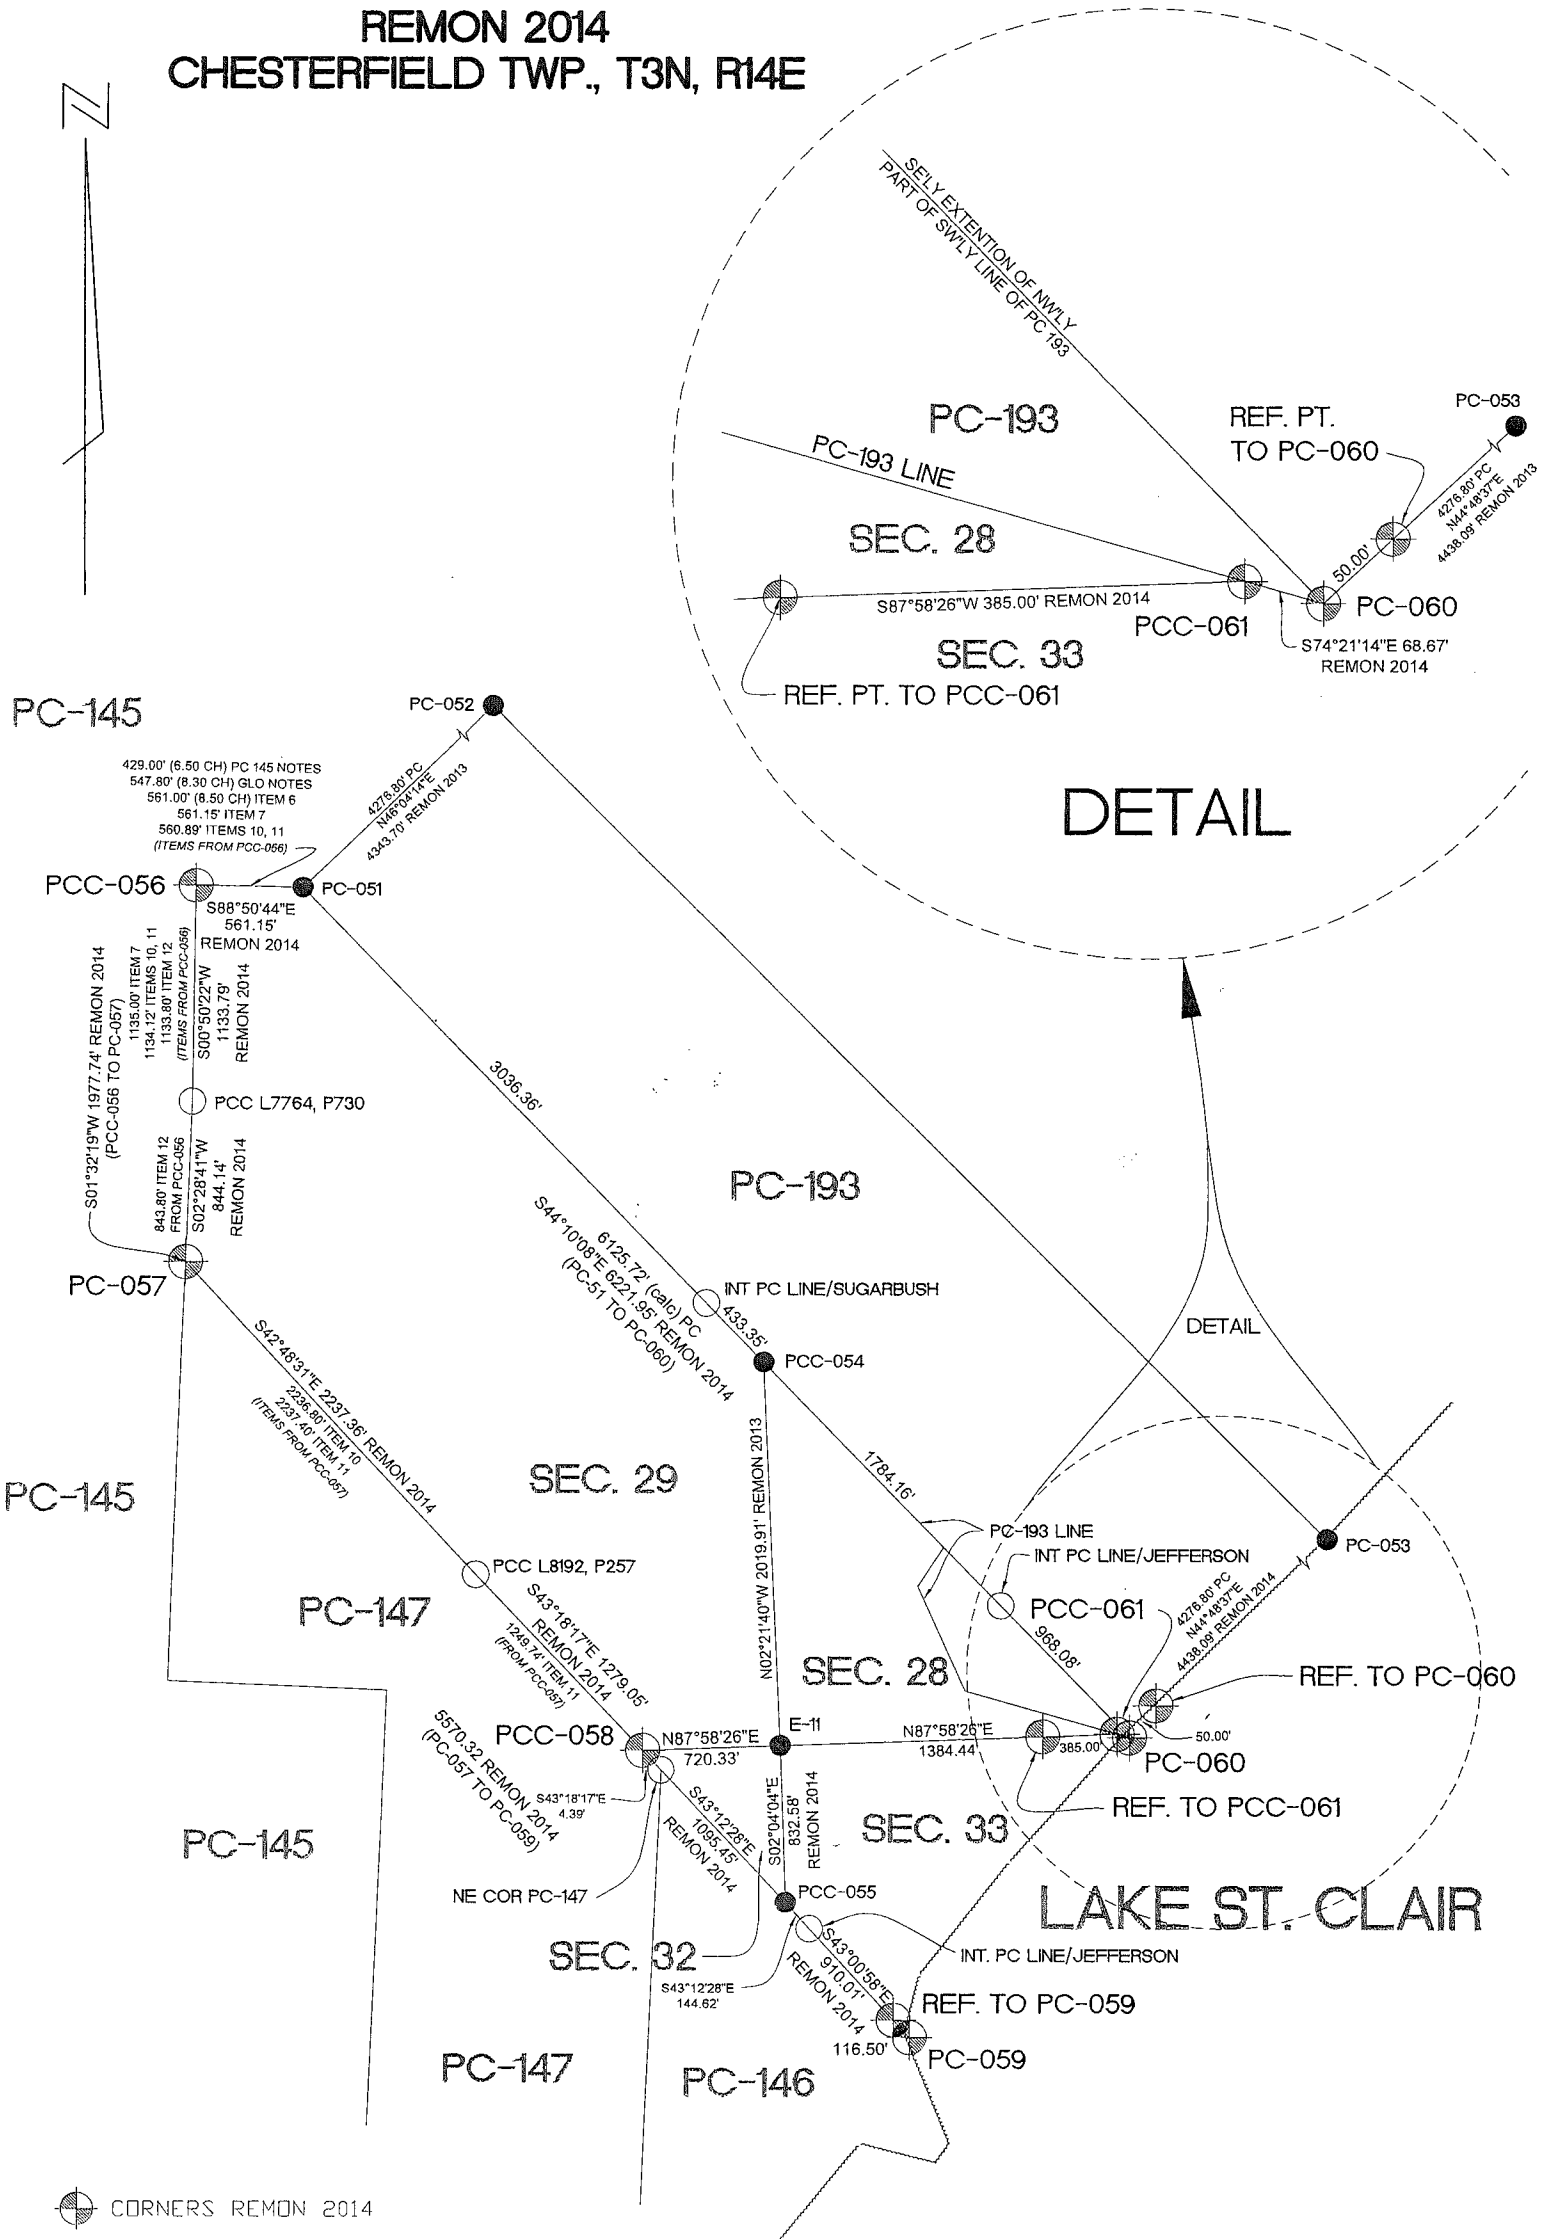 REMON 2014
CHESTERFIELD TWP., T3N, R14E
N
SE'LY EXTENTION OF NW'LY
PART OF SW'LY LINE OF PC 193
PC-193
PC-193 LINE
REF. PT.
TO PC-060
PC-053
4276.80' PC
N44°48'37"E
4438.09' REMON 2013
SEC. 28
50.00'
S87°58'26"W 385.00' REMON 2014
PC-060
PCC-061
SEC. 33
S74°21'14"E 68.67'
REMON 2014
REF. PT. TO PCC-061
DETAIL
PC-145
PC-052
429.00' (6.50 CH) PC 145 NOTES
547.80' (8.30 CH) GLO NOTES
561.00' (8.50 CH) ITEM 6
561.15' ITEM 7
560.89' ITEMS 10, 11
(ITEMS FROM PCC-056)
4276.80' PC
N46°04'14"E
4343.70' REMON 2013
PCC-056
PC-051
S88°50'44"E
561.15'
REMON 2014
S01°32'19"W 1977.74' REMON 2014
(PCC-056 TO PC-057)
1135.00' ITEM 7
1134.12' ITEMS 10, 11
1133.80' ITEM 12
(ITEMS FROM PCC-056)
S00°50'22"W
1133.79'
REMON 2014
3036.36'
PCC L7764, P730
843.80' ITEM 12
FROM PCC-056
S02°28'41"W
844.14'
REMON 2014
PC-193
PC-057
6125.72' (calc) PC
S44°10'08"E 6221.95' REMON 2014
(PC-51 TO PC-060)
INT PC LINE/SUGARBUSH
433.35'
PCC-054
DETAIL
S42°48'31"E 2237.36' REMON 2014
2236.80' ITEM 10
2237.40' ITEM 11
(ITEMS FROM PCC-057)
PC-145
SEC. 29
N02°21'40"W 2019.91' REMON 2013
1784.16'
PC-193 LINE
INT PC LINE/JEFFERSON
PC-053
PCC L8192, P257
PC-147
S43°18'17"E 1279.05'
REMON 2014
1249.74' ITEM 11
(FROM PCC-057)
PCC-061
968.08'
4276.80' PC
N44°48'37"E
4438.09' REMON 2014
SEC. 28
REF. TO PC-060
5570.32 REMON 2014
(PC-057 TO PC-059)
PCC-058
N87°58'26"E
720.33'
E-11
N87°58'26"E
1384.44'
385.00'
50.00'
PC-060
S43°18'17"E
4.39'
S43°12'28"E
1095.45'
REMON 2014
S02°04'04"E
832.58'
REMON 2014
REF. TO PCC-061
PC-145
SEC. 33
NE COR PC-147
PCC-055
LAKE ST. CLAIR
SEC. 32
INT. PC LINE/JEFFERSON
S43°12'28"E
144.62'
S43°00'58"E
910.01'
REMON 2014
REF. TO PC-059
116.50'
PC-059
PC-147
PC-146
CORNERS REMON 2014